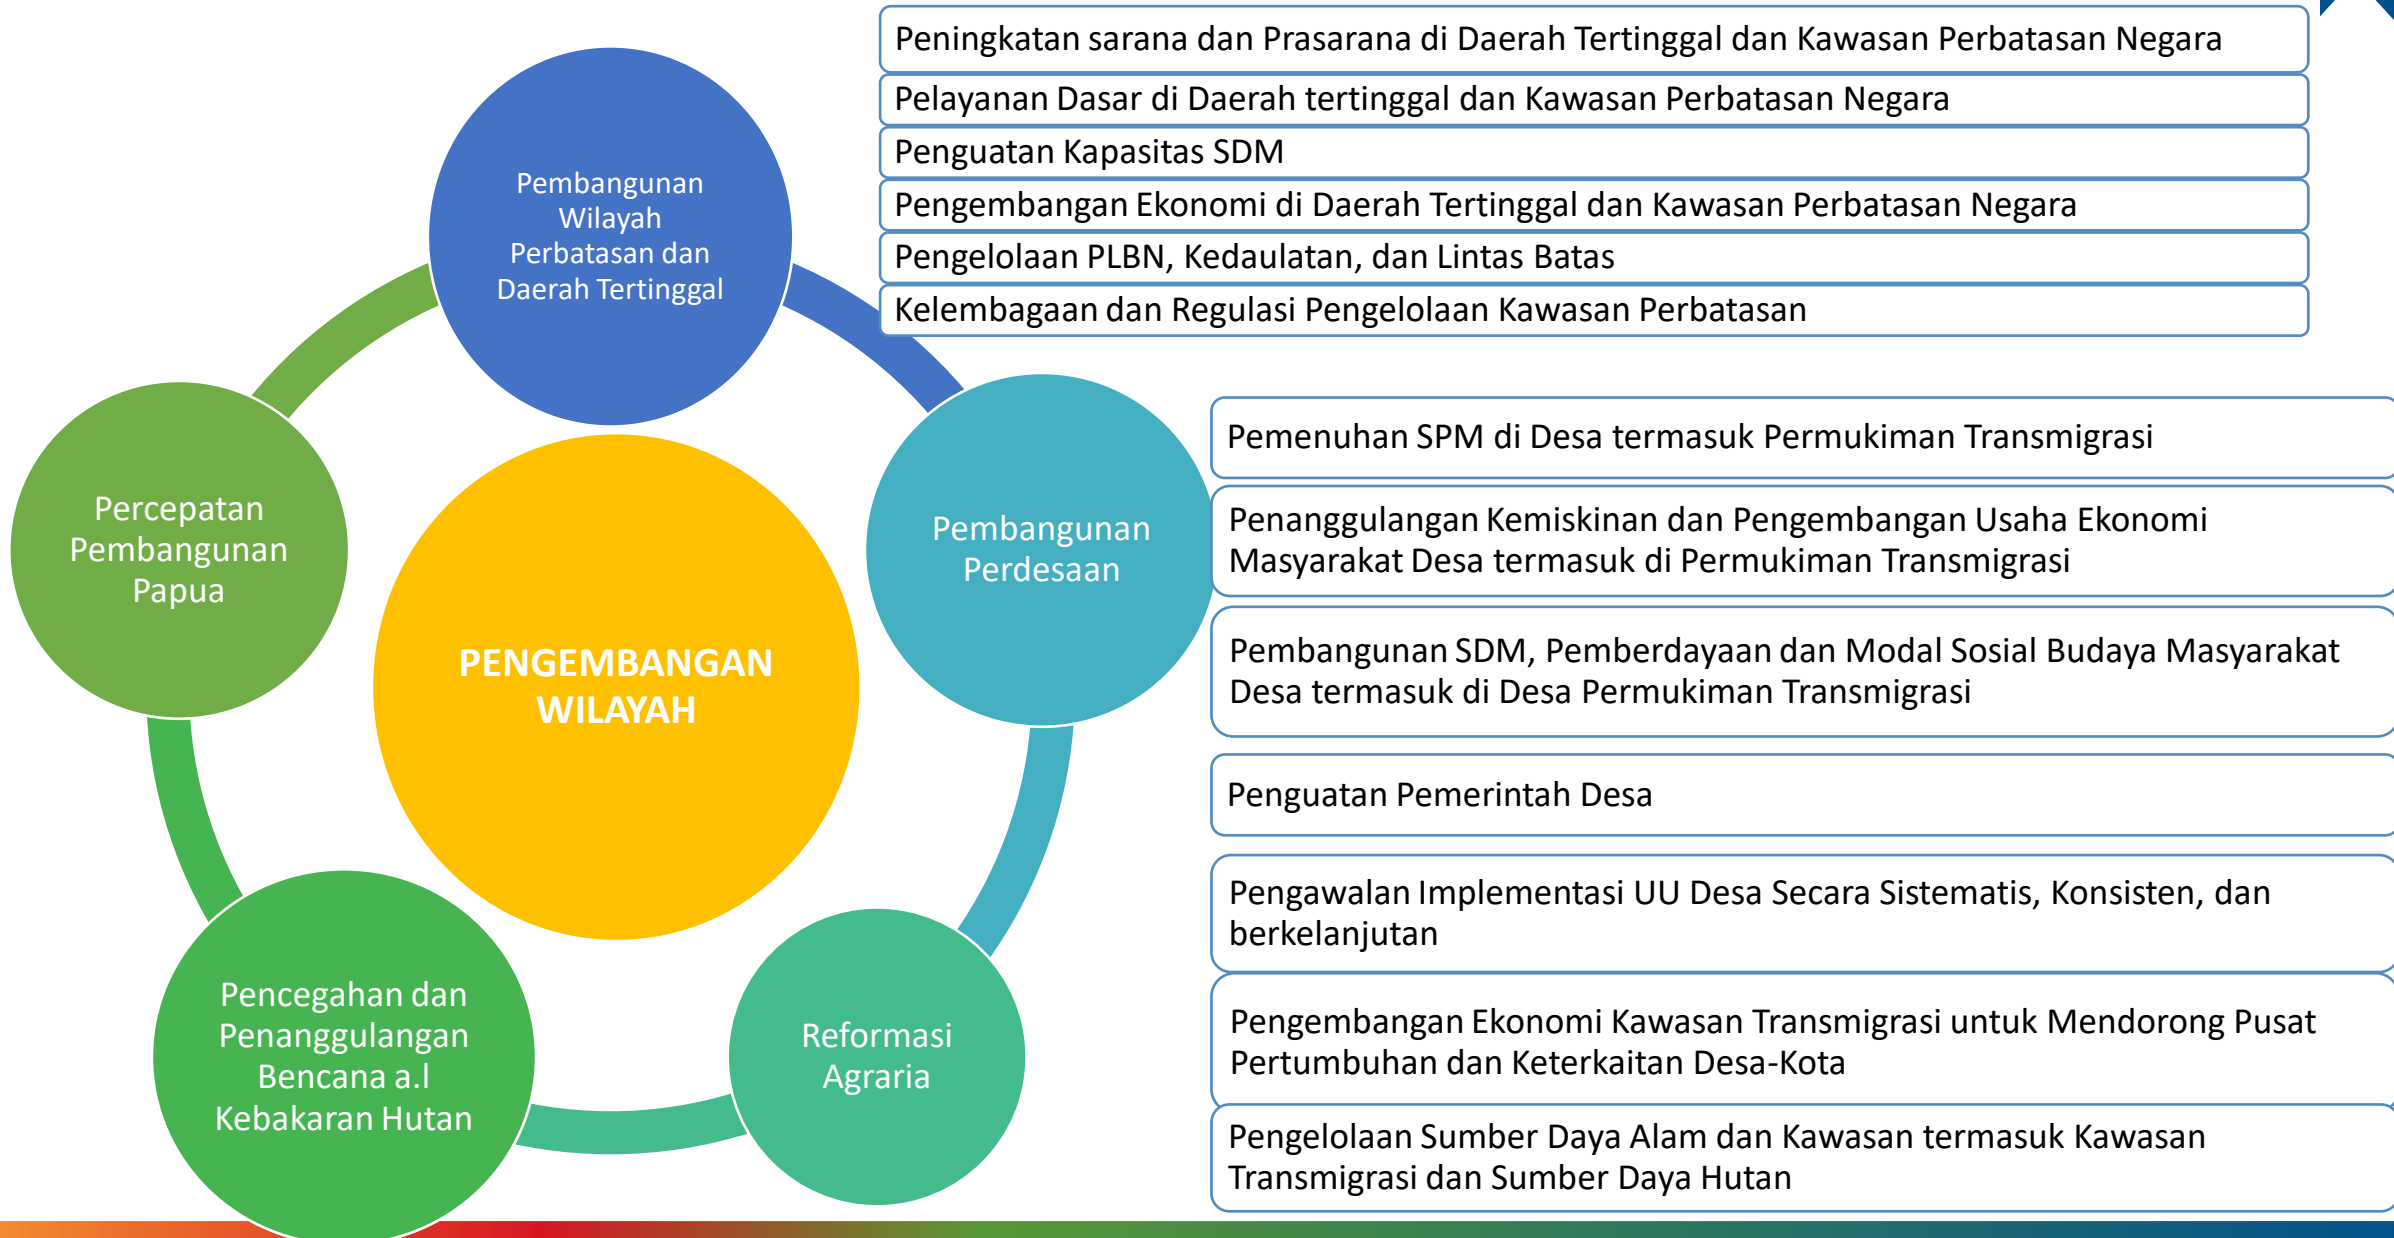 Peningkatan sarana dan Prasarana di Daerah Tertinggal dan Kawasan Perbatasan Negara
Pelayanan Dasar di Daerah tertinggal dan Kawasan Perbatasan Negara
Penguatan Kapasitas SDM
Pengembangan Ekonomi di Daerah Tertinggal dan Kawasan Perbatasan Negara
Pengelolaan PLBN, Kedaulatan, dan Lintas Batas
Kelembagaan dan Regulasi Pengelolaan Kawasan Perbatasan
Pembangunan
Wilayah
Perbatasan dan
Daerah Tertinggal
Percepatan
Pembangunan
Papua
PENGEMBANGAN
WILAYAH
Pembangunan
Perdesaan
Pemenuhan SPM di Desa termasuk Permukiman Transmigrasi
Penanggulangan Kemiskinan dan Pengembangan Usaha Ekonomi
Masyarakat Desa termasuk di Permukiman Transmigrasi
Pembangunan SDM, Pemberdayaan dan Modal Sosial Budaya Masyarakat
Desa termasuk di Desa Permukiman Transmigrasi
Penguatan Pemerintah Desa
Pengawalan Implementasi UU Desa Secara Sistematis, Konsisten, dan
berkelanjutan
Pengembangan Ekonomi Kawasan Transmigrasi untuk Mendorong Pusat
Pertumbuhan dan Keterkaitan Desa-Kota
Pengelolaan Sumber Daya Alam dan Kawasan termasuk Kawasan
Transmigrasi dan Sumber Daya Hutan
Pencegahan dan
Penanggulangan
Bencana a.l
Kebakaran Hutan
Reformasi
Agraria